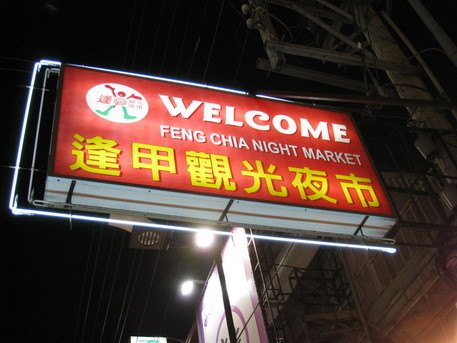 WELCOME
FENG CHIA NIGHT MARKET
逢甲觀光夜市